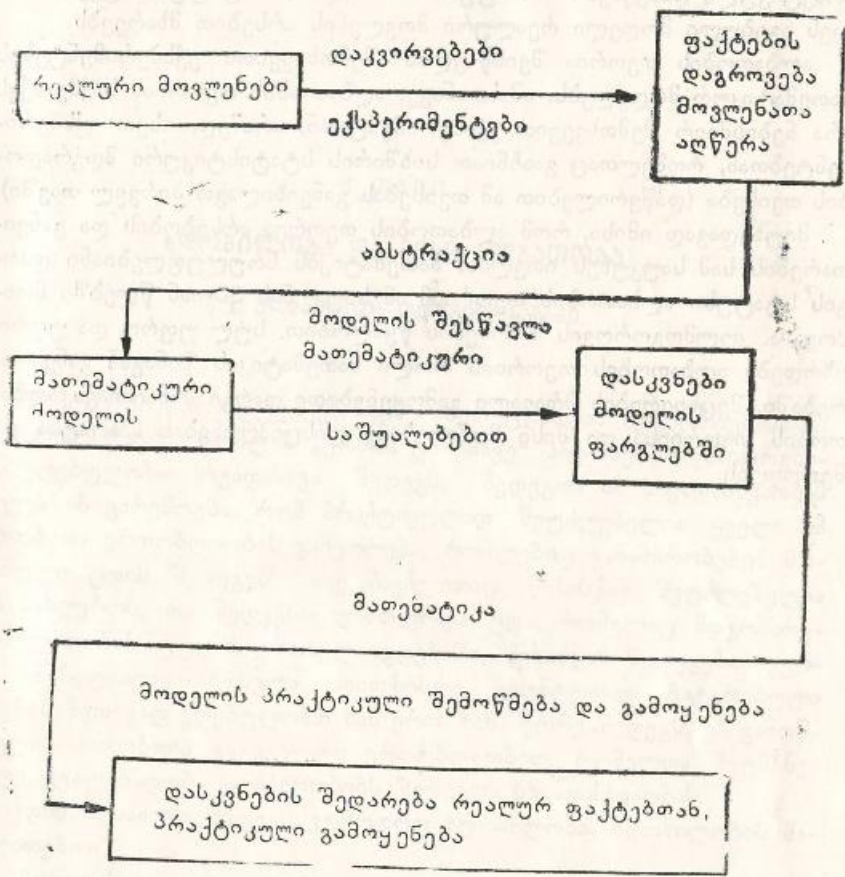 დაკვირვებები
რეალური მოვლენები
ექსპერიმენტები
ფაქტების
დაგროვება
მოვლენათა
აღწერა
აბსტრაქცია
მოდელის შესწავლა
მათემატიკური
საშუალებებით
მათემატიკური
მოდელის
დასკვნები
მოდელის
ფარგლებში
მათემატიკა
მოდელის პრაქტიკული შემოწმება და გამოყენება
დასკვნების შედარება რეალურ ფაქტებთან,
პრაქტიკული გამოყენება